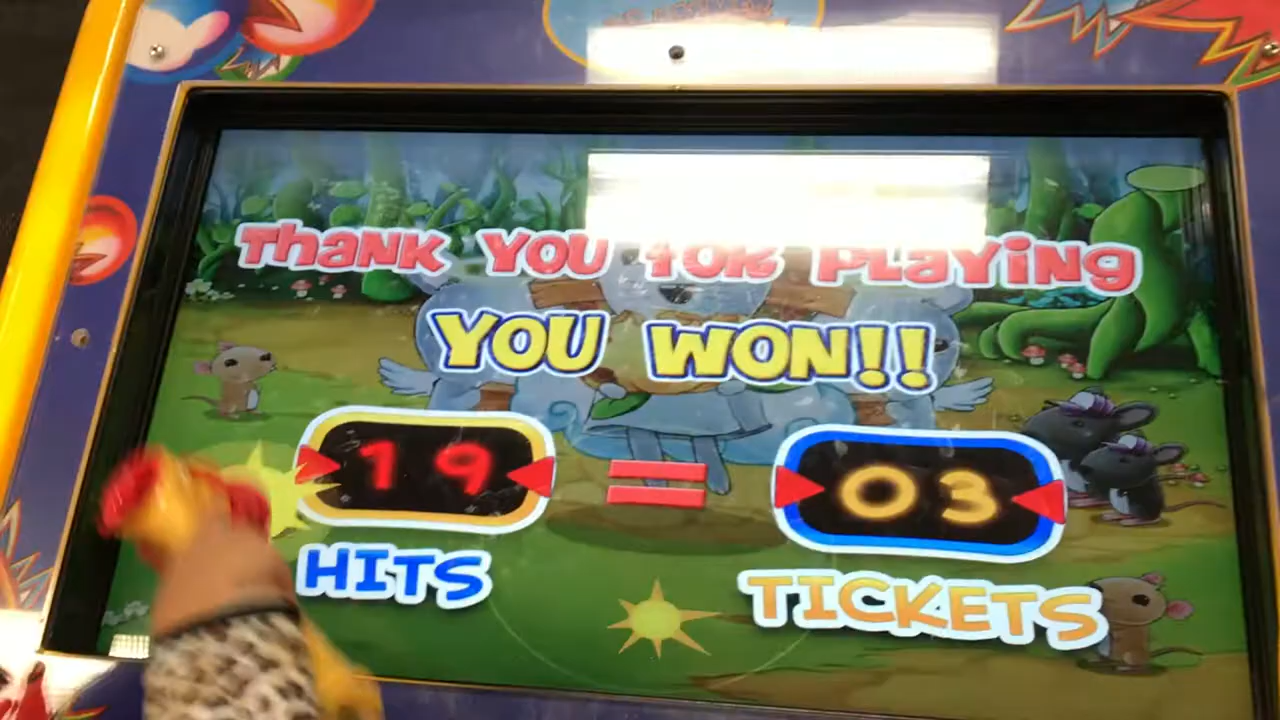 Thank you for playing
YOU WON!!
19 = 03
HITS
TICKETS